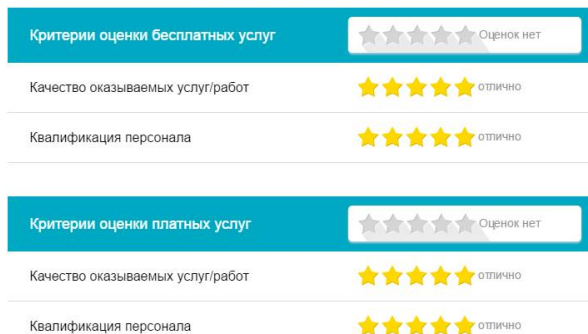 Критерии оценки бесплатных услуг Оценок нет
Качество оказываемых услуг/работ отлично
Квалификация персонала отлично
Критерии оценки платных услуг Оценок нет
Качество оказываемых услуг/работ отлично
Квалификация персонала отлично